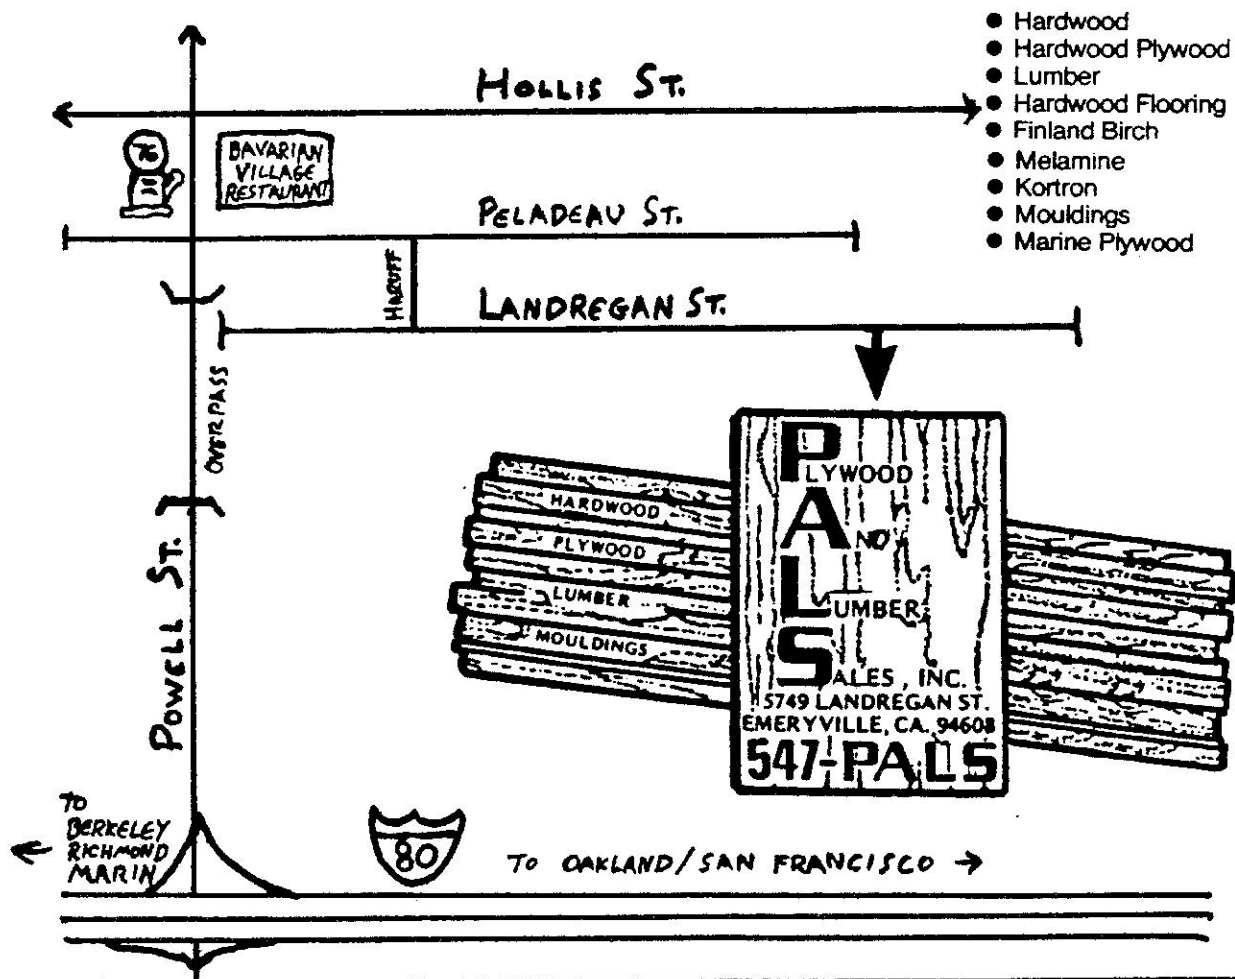 Hardwood
Hardwood Plywood
Lumber
Hardwood Flooring
Finland Birch
Melamine
Kortron
Mouldings
Marine Plywood
HOLLIS ST.
76
BAVARIAN
VILLAGE
RESTAURANT
PELADEAU ST.
HARUFF
LANDREGAN ST.
OVERPASS
POWELL ST.
HARDWOOD
PLYWOOD
LUMBER
MOULDINGS
PLYWOOD
AND
LUMBER
SALES, INC.
5749 LANDREGAN ST.
EMERYVILLE, CA. 94608
547-PALS
TO
BERKELEY
RICHMOND
MARIN
80
TO OAKLAND/SAN FRANCISCO